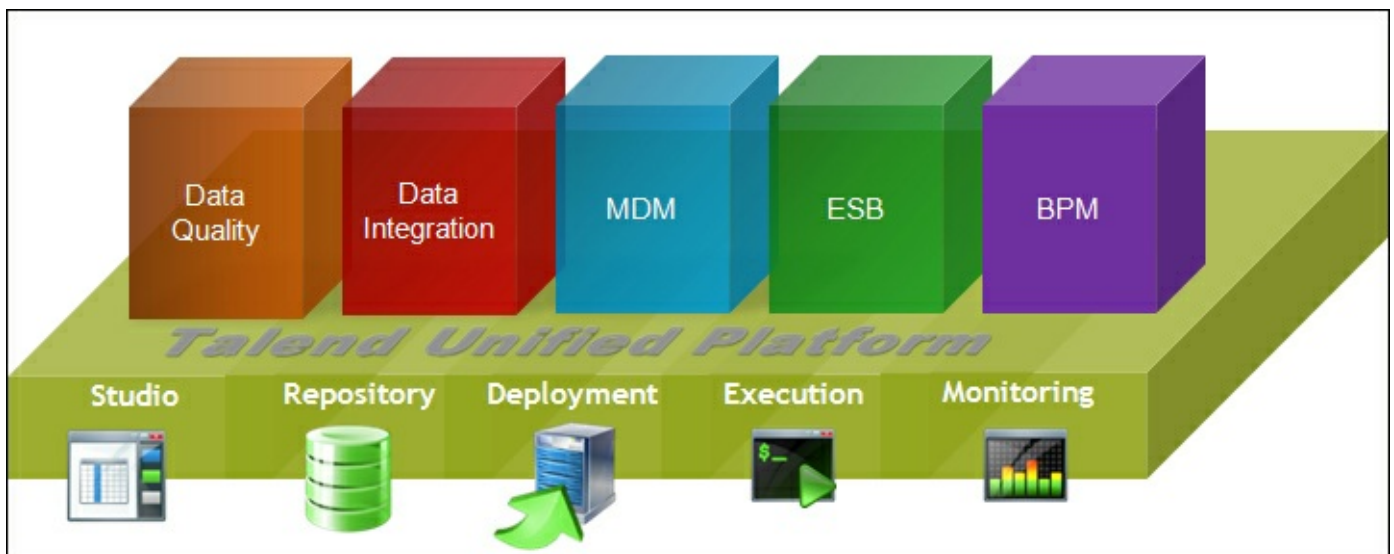 Data
Quality
Data
Integration
MDM
ESB
BPM
Talend Unified Platform
Studio
Repository
Deployment
Execution
Monitoring
$_